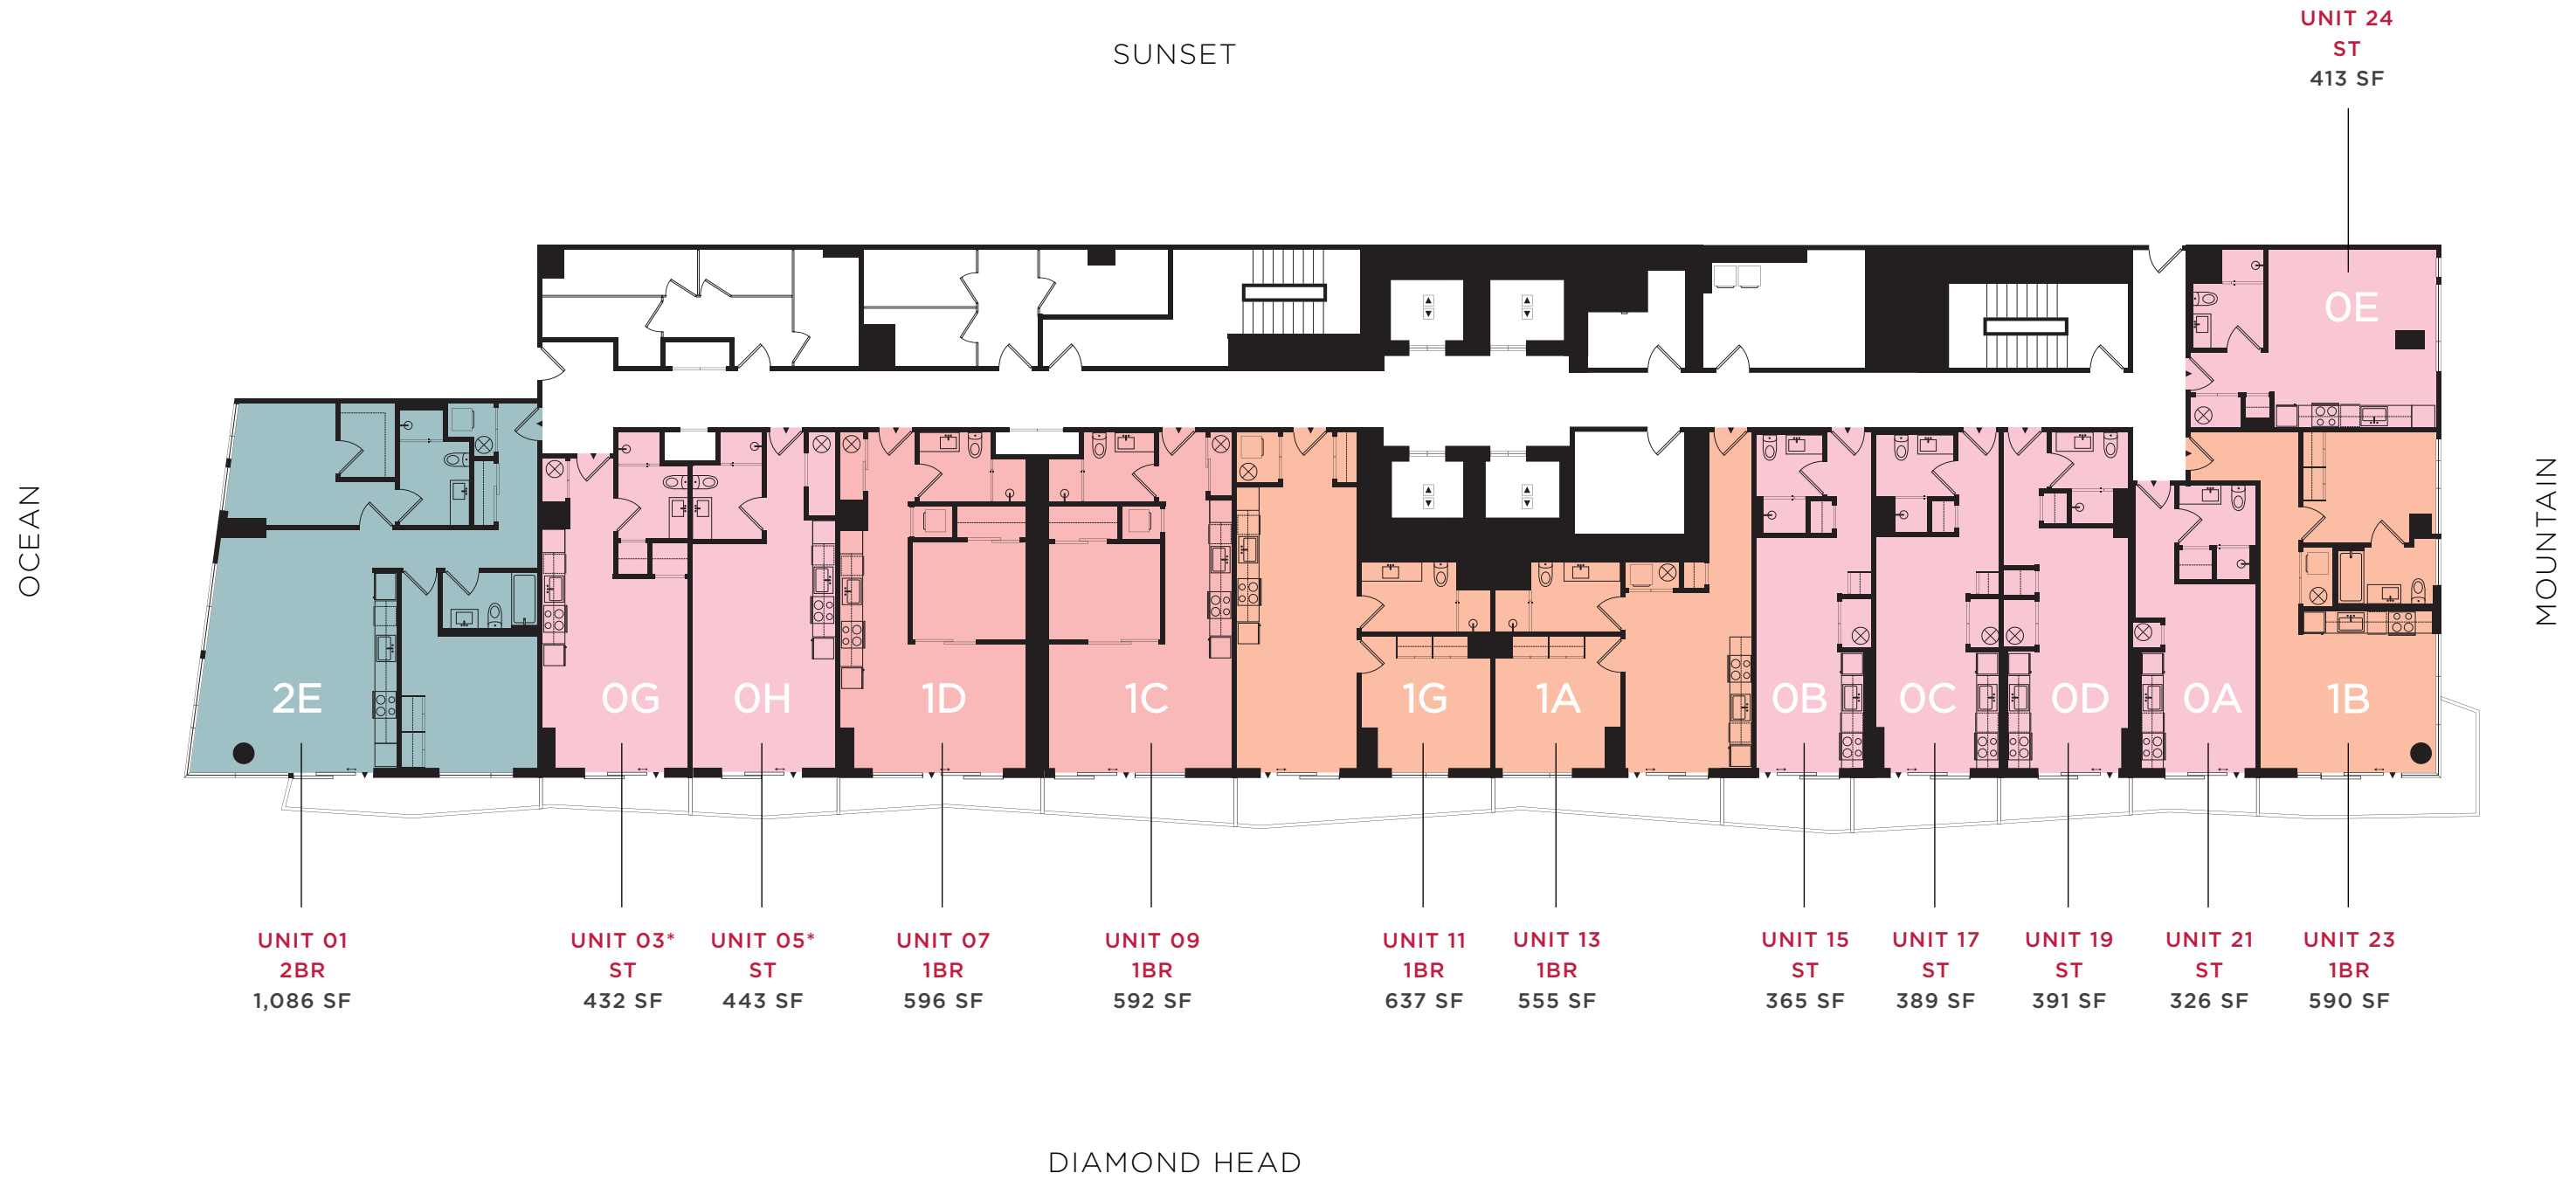 UNIT 24
ST
413 SF
SUNSET
OCEAN
MOUNTAIN
0E
2E
0G
0H
1D
1C
1G
1A
0B
0C
0D
0A
1B
UNIT 01
2BR
1,086 SF
UNIT 03*
ST
432 SF
UNIT 05*
ST
443 SF
UNIT 07
1BR
596 SF
UNIT 09
1BR
592 SF
UNIT 11
1BR
637 SF
UNIT 13
1BR
555 SF
UNIT 15
ST
365 SF
UNIT 17
ST
389 SF
UNIT 19
ST
391 SF
UNIT 21
ST
326 SF
UNIT 23
1BR
590 SF
DIAMOND HEAD